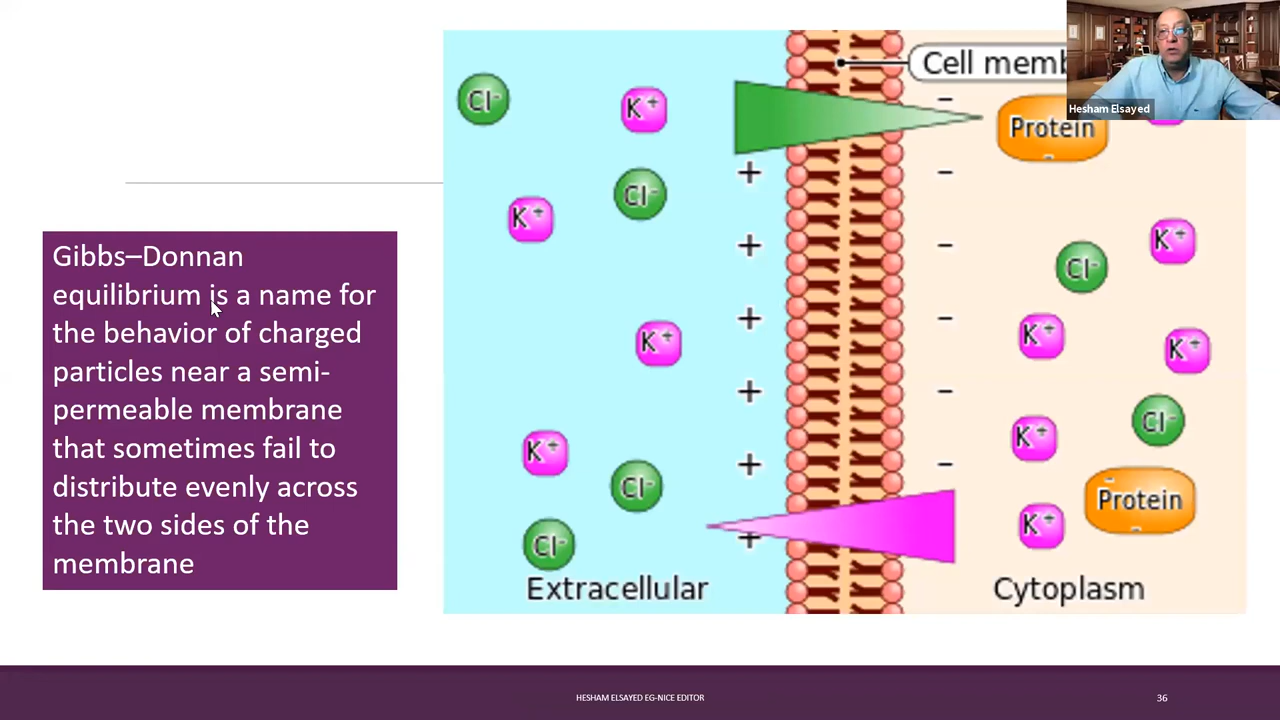 Gibbs–Donnan
equilibrium is a name for
the behavior of charged
particles near a semi-
permeable membrane
that sometimes fail to
distribute evenly across
the two sides of the
membrane
Cell memb
Hesham Elsayed
Cl-
K+
Protein
-
+
-
Cl-
K+
+
-
K+
Cl-
+
-
K+
K+
K+
+
-
Cl-
K+
K+
+
-
Cl-
Protein
-
-
K+
+
Cl-
Extracellular
Cytoplasm
HESHAM ELSAYED EG-NICE EDITOR
36